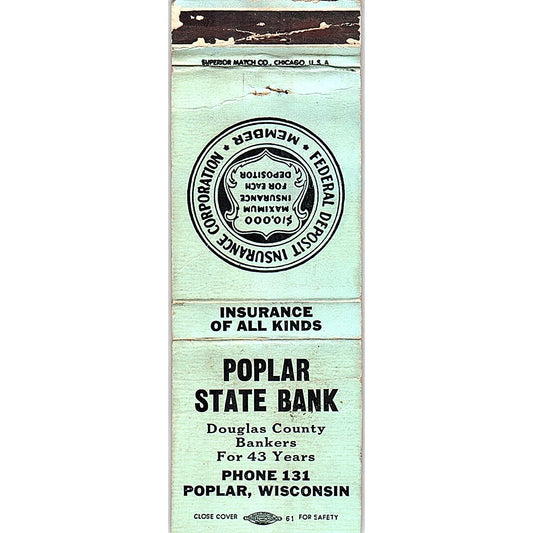 SUPERIOR MATCH CO., CHICAGO, U.S.A.
FEDERAL DEPOSIT INSURANCE CORPORATION
★ MEMBER ★
$10,000
MAXIMUM
INSURANCE
FOR EACH
DEPOSITOR
INSURANCE
OF ALL KINDS
POPLAR
STATE BANK
Douglas County
Bankers
For 43 Years
PHONE 131
POPLAR, WISCONSIN
CLOSE COVER 61 FOR SAFETY